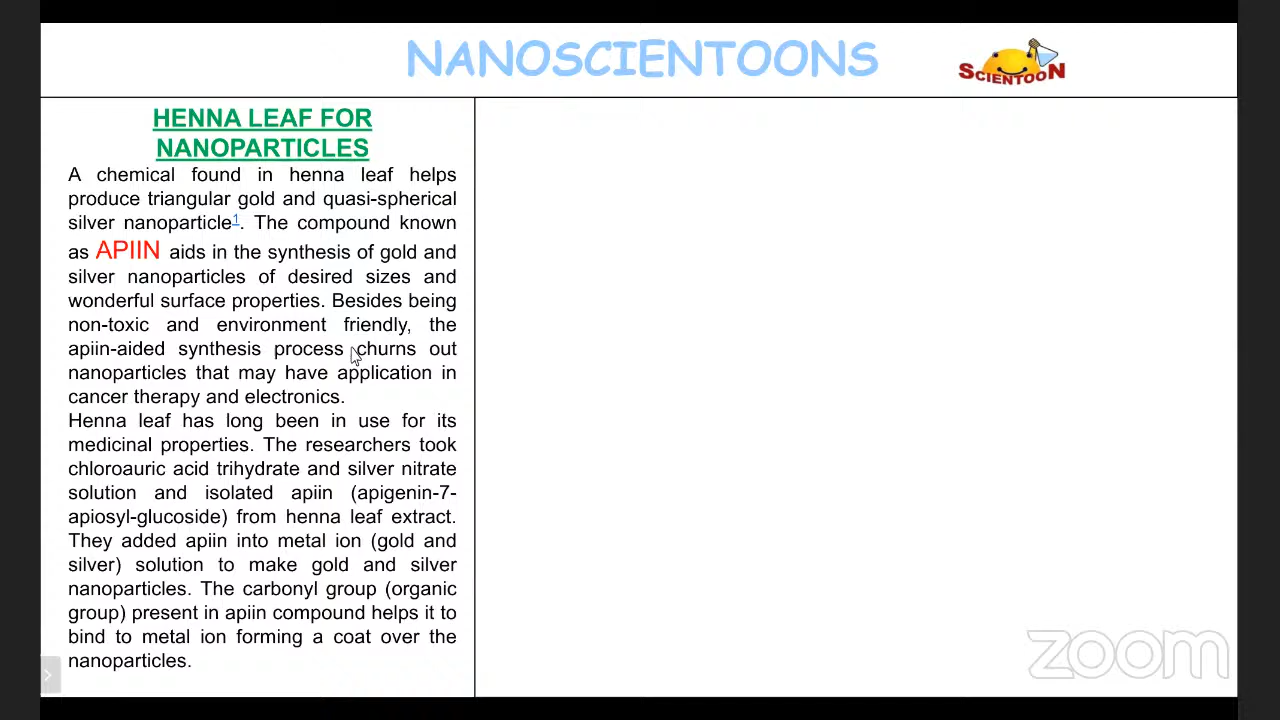 NANOSCIENTOONS
SCIENTOON
HENNA LEAF FOR
NANOPARTICLES
A chemical found in henna leaf helps
produce triangular gold and quasi-spherical
silver nanoparticle1. The compound known
as APIIN aids in the synthesis of gold and
silver nanoparticles of desired sizes and
wonderful surface properties. Besides being
non-toxic and environment friendly, the
apiin-aided synthesis process churns out
nanoparticles that may have application in
cancer therapy and electronics.
Henna leaf has long been in use for its
medicinal properties. The researchers took
chloroauric acid trihydrate and silver nitrate
solution and isolated apiin (apigenin-7-
apiosyl-glucoside) from henna leaf extract.
They added apiin into metal ion (gold and
silver) solution to make gold and silver
nanoparticles. The carbonyl group (organic
group) present in apiin compound helps it to
bind to metal ion forming a coat over the
nanoparticles.
zoom